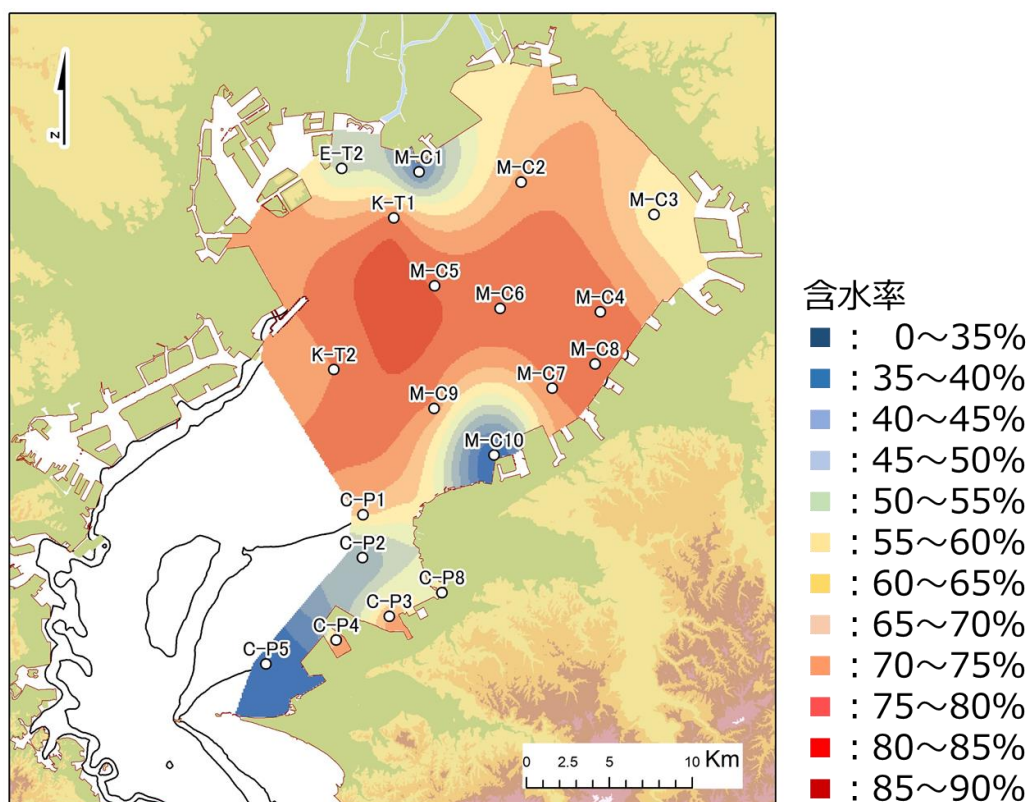 N
E-T2
M-C1
M-C2
K-T1
M-C3
M-C5
M-C6
M-C4
K-T2
M-C8
M-C7
M-C9
M-C10
C-P1
C-P2
C-P8
C-P3
C-P4
C-P5
0 2.5 5 10 Km
含水率
: 0~35%
: 35~40%
: 40~45%
: 45~50%
: 50~55%
: 55~60%
: 60~65%
: 65~70%
: 70~75%
: 75~80%
: 80~85%
: 85~90%